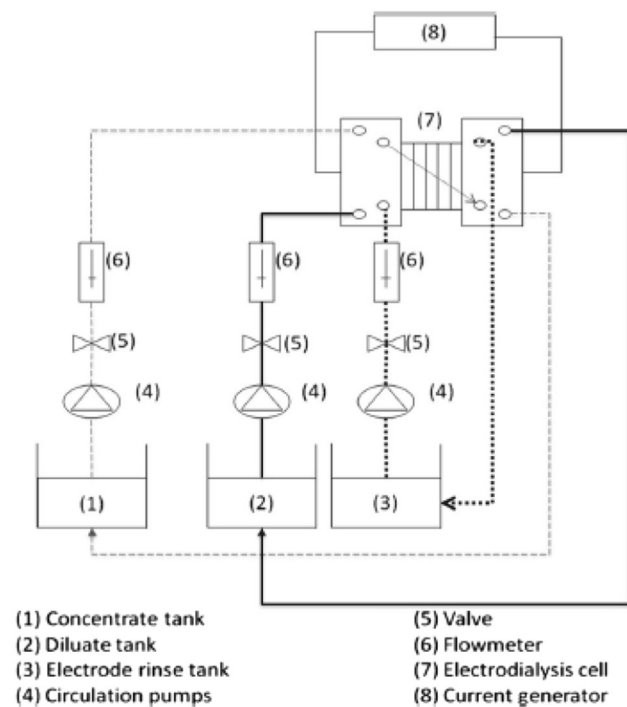 (8)
(7)
(6)
(6)
(6)
(5)
(5)
(5)
(4)
(4)
(4)
(1)
(2)
(3)
(1) Concentrate tank
(2) Diluate tank
(3) Electrode rinse tank
(4) Circulation pumps
(5) Valve
(6) Flowmeter
(7) Electrodialysis cell
(8) Current generator